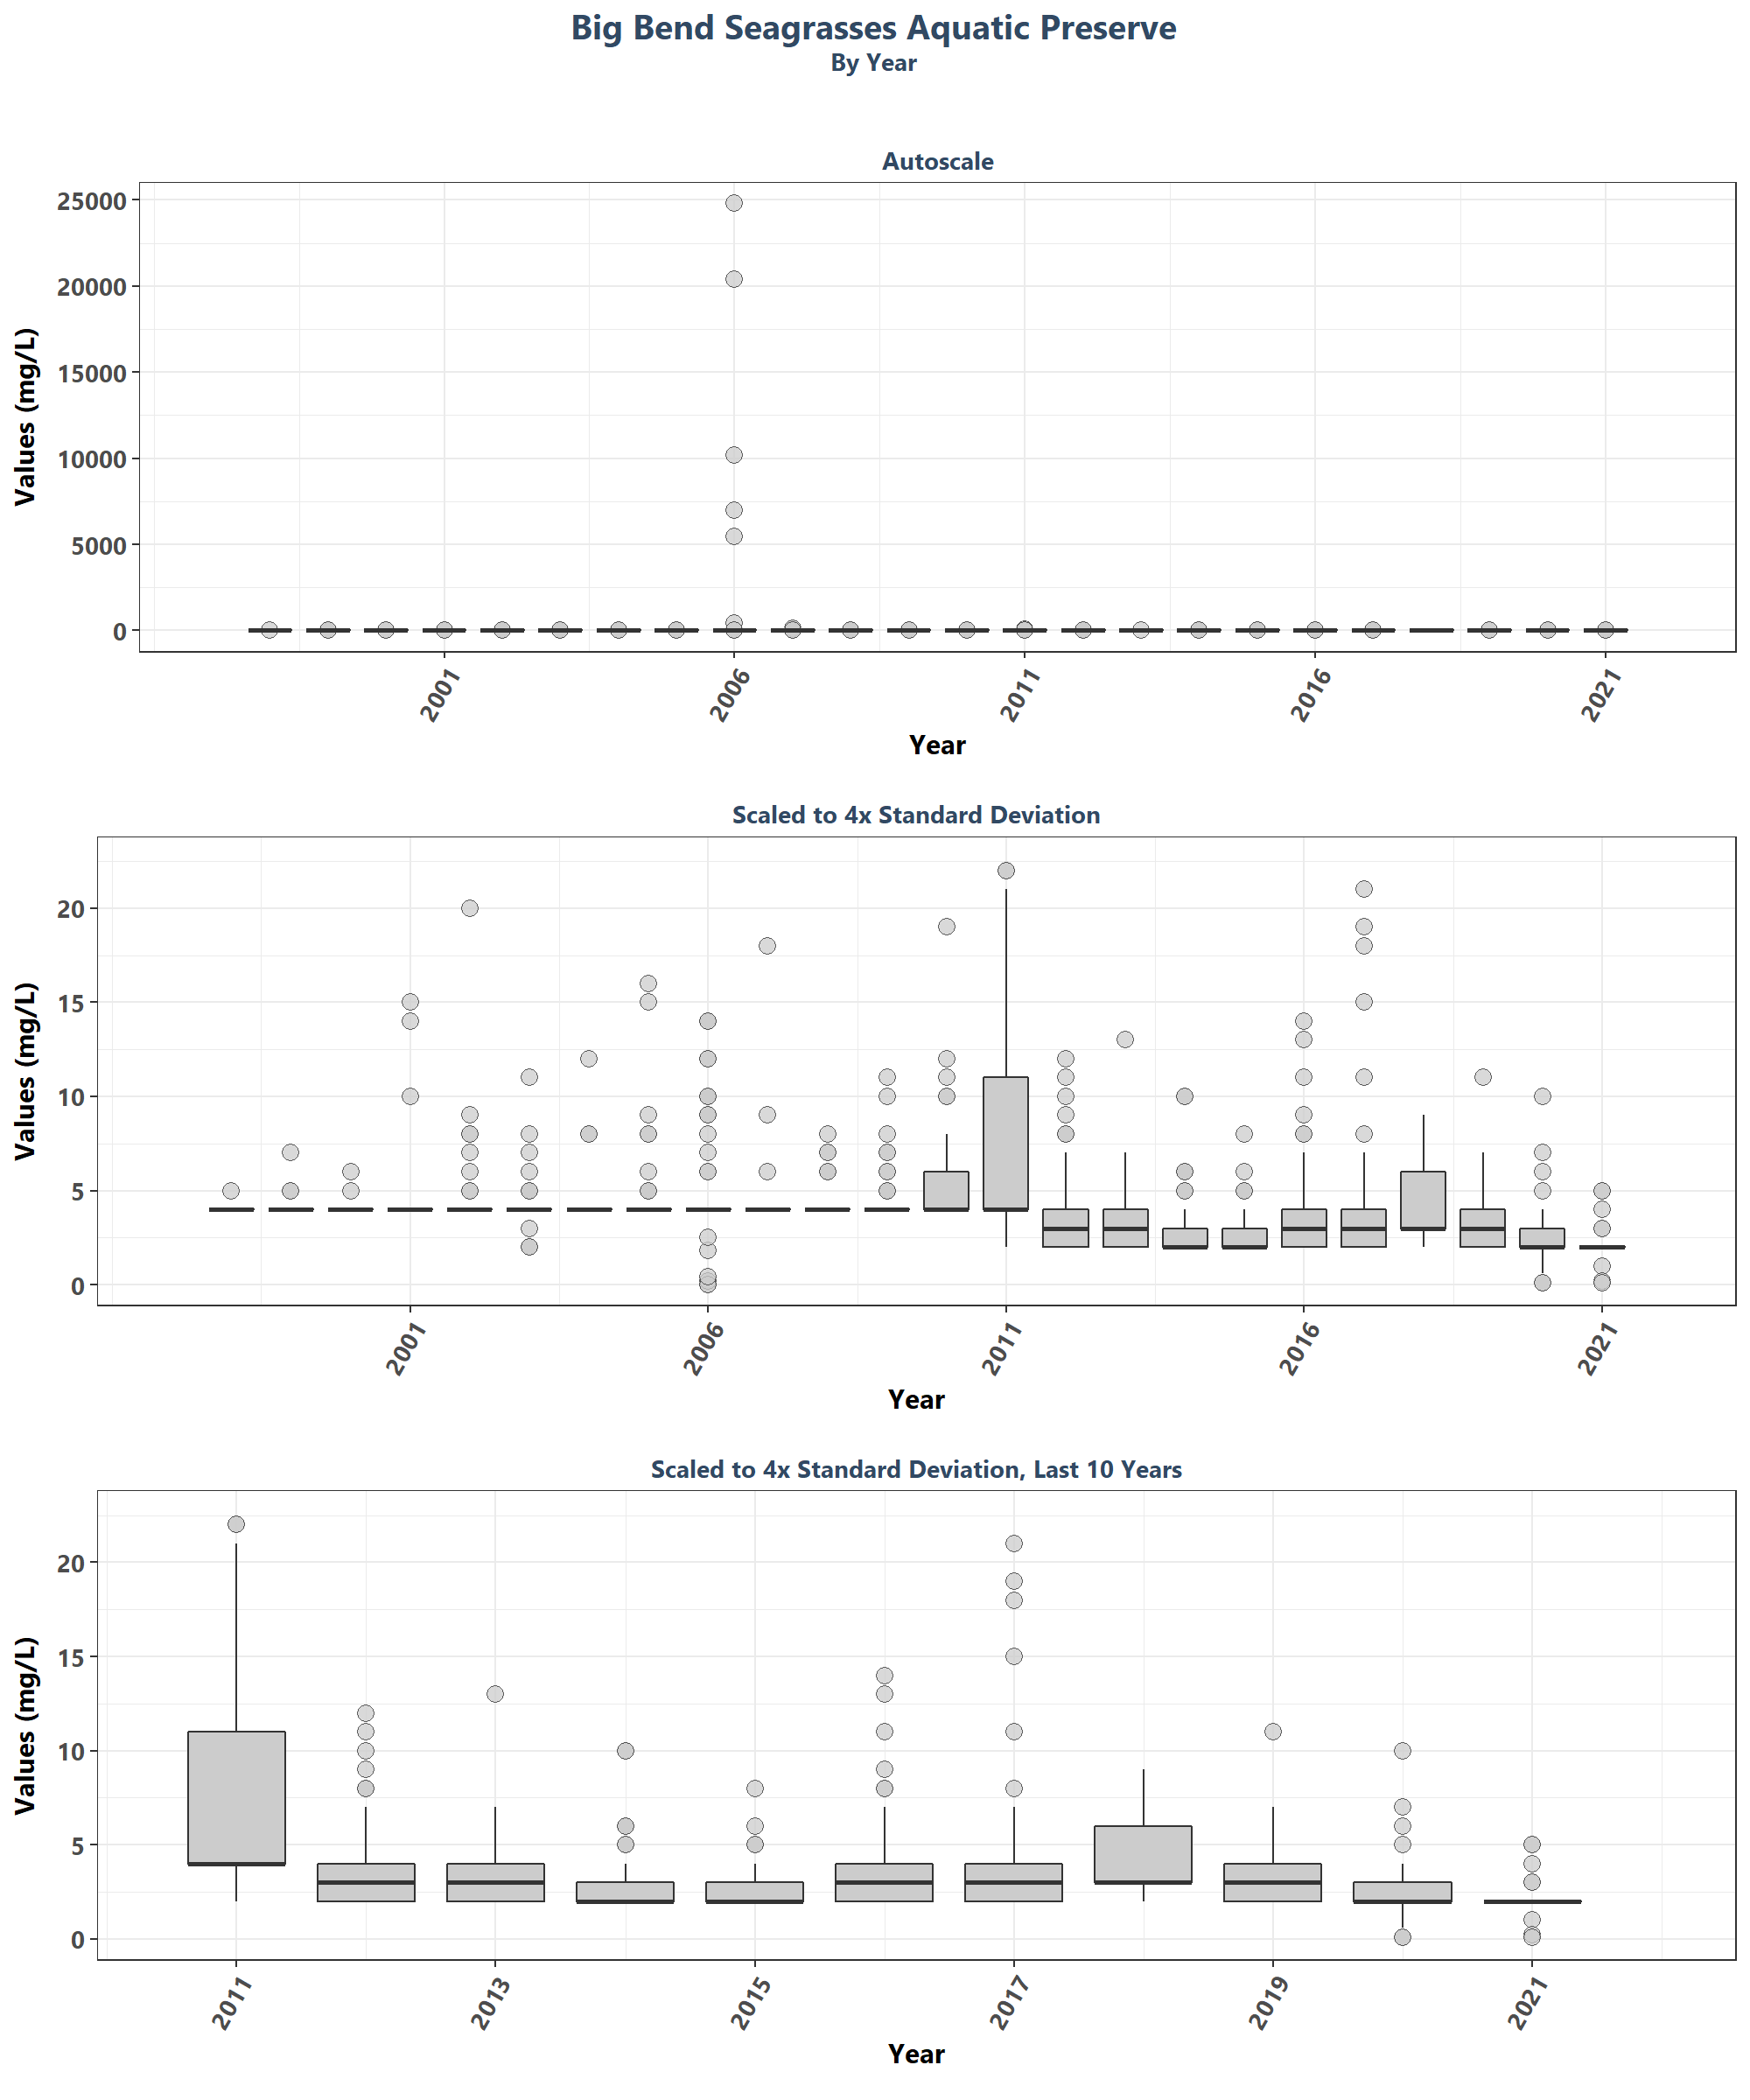 Big Bend Seagrasses Aquatic Preserve
By Year
Autoscale
Values (mg/L)
25000
20000
15000
10000
5000
0
2001 2006 2011 2016 2021
Year
Scaled to 4x Standard Deviation
Values (mg/L)
20
15
10
5
0
2001 2006 2011 2016 2021
Year
Scaled to 4x Standard Deviation, Last 10 Years
Values (mg/L)
20
15
10
5
0
2011 2013 2015 2017 2019 2021
Year